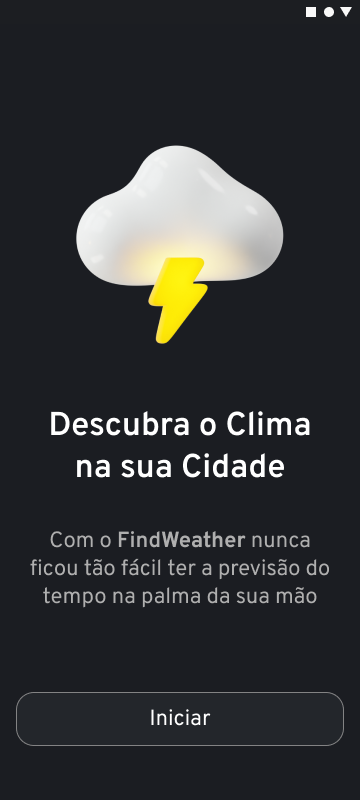 Descubra o Clima
na sua Cidade
Com o FindWeather nunca
ficou tão fácil ter a previsão do
tempo na palma da sua mão
Iniciar